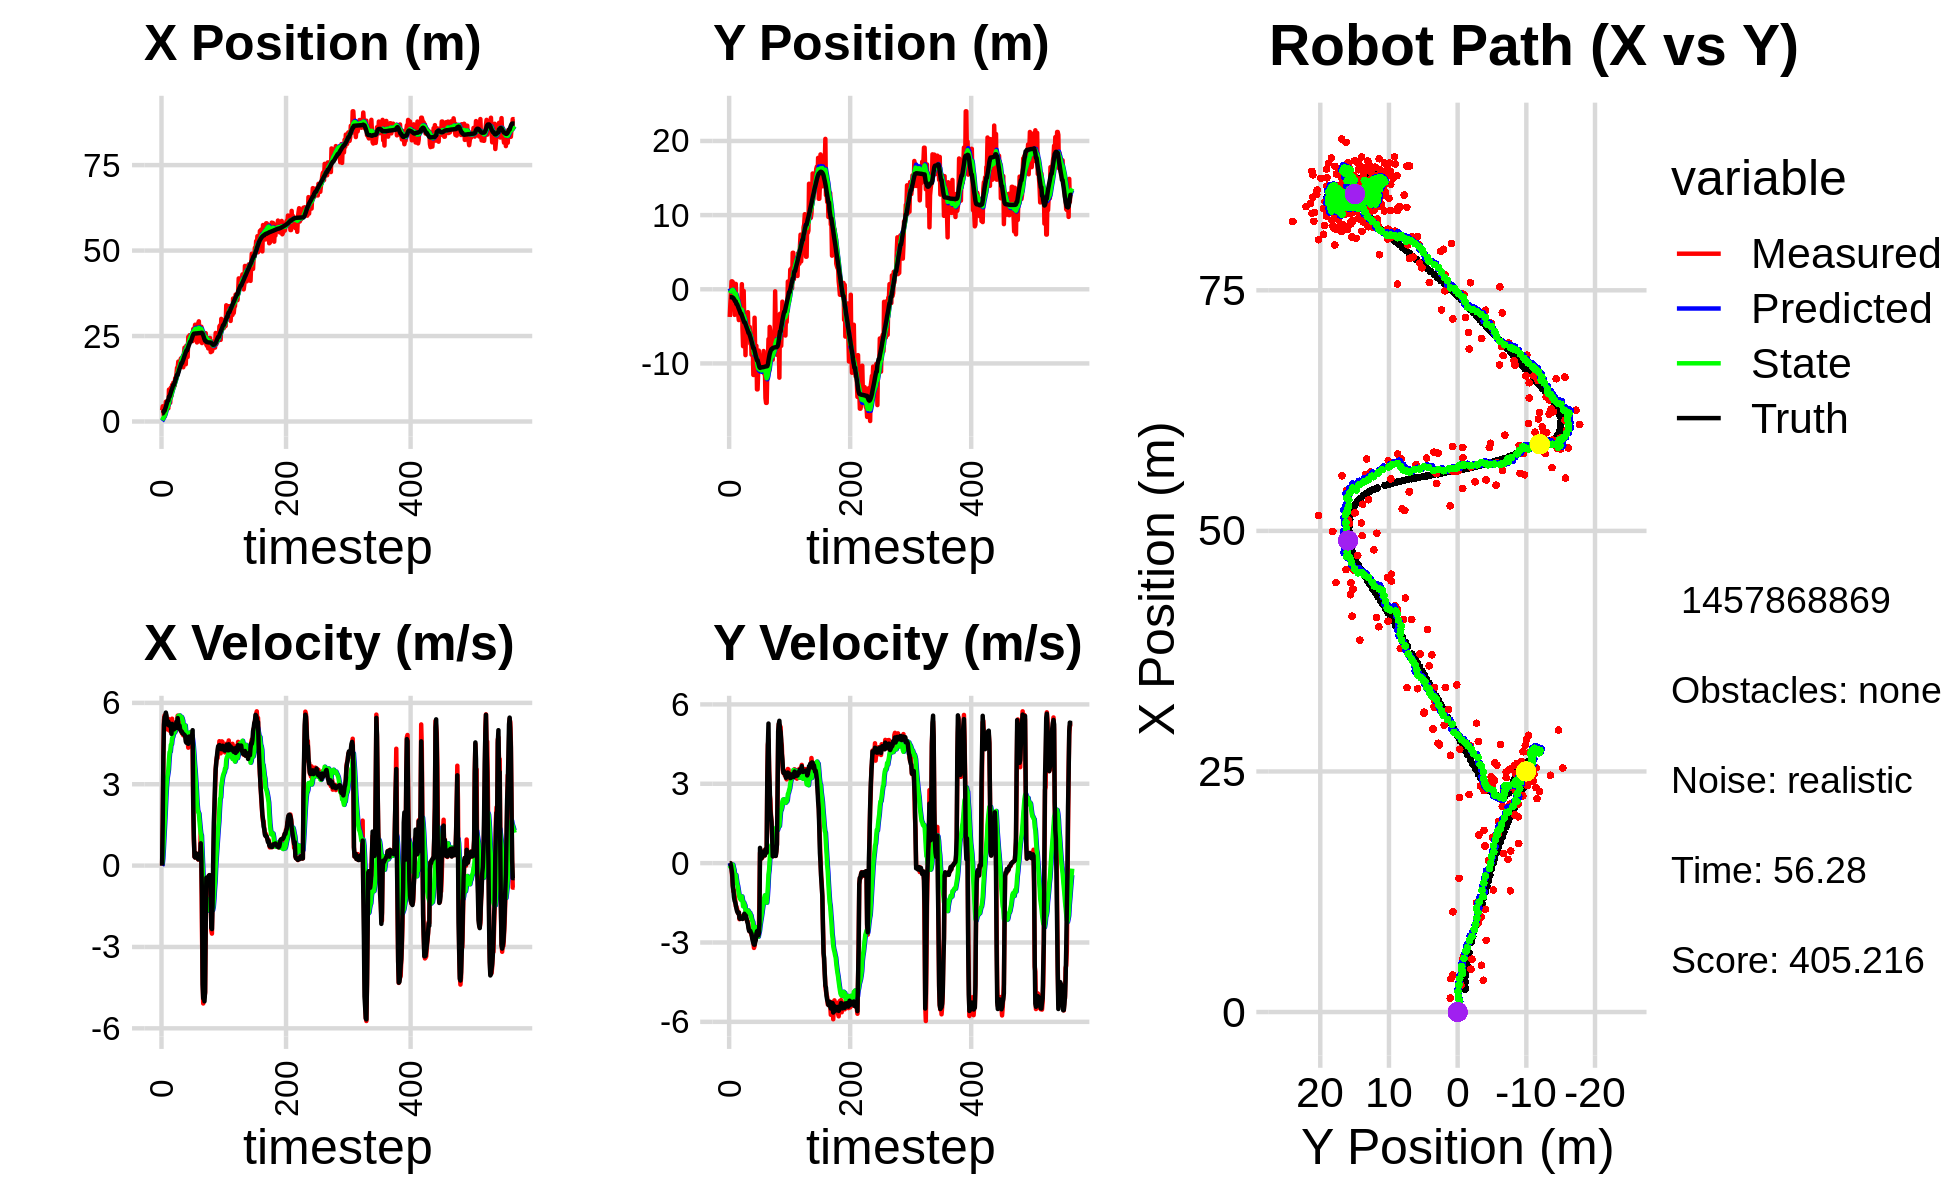 X Position (m)
75
50
25
0
0
200
400
timestep
Y Position (m)
20
10
0
-10
0
200
400
timestep
X Velocity (m/s)
6
3
0
-3
-6
0
200
400
timestep
Y Velocity (m/s)
6
3
0
-3
-6
0
200
400
timestep
Robot Path (X vs Y)
X Position (m)
75
50
25
0
20 10 0 -10 -20
Y Position (m)
variable
Measured
Predicted
State
Truth
1457868869
Obstacles: none
Noise: realistic
Time: 56.28
Score: 405.216